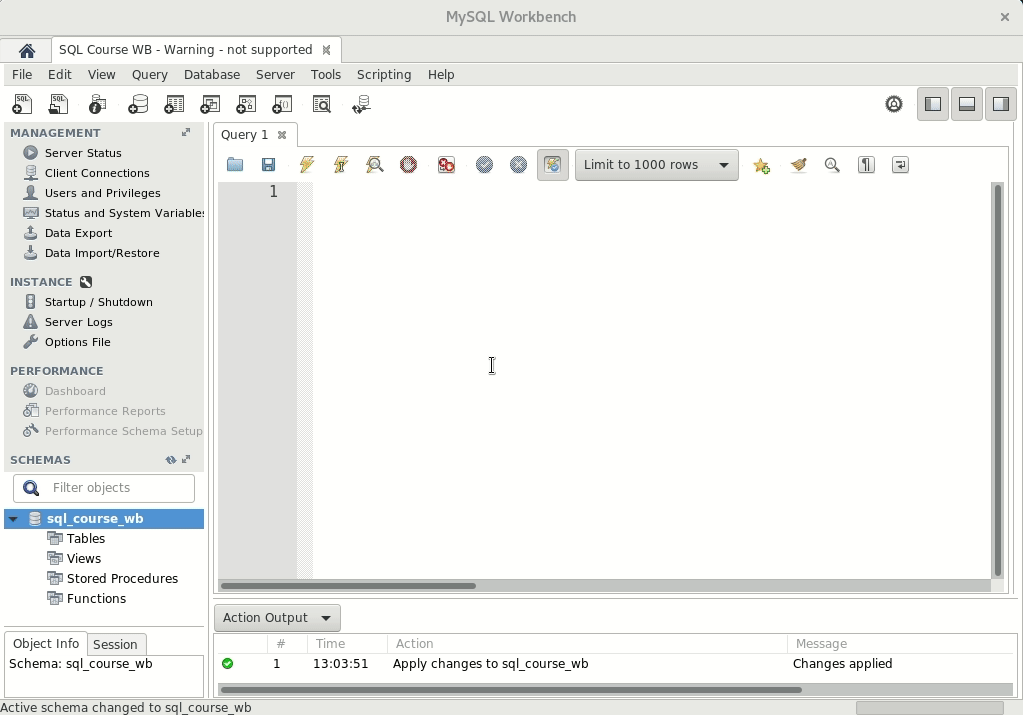 MySQL Workbench
SQL Course WB - Warning - not supported
File Edit View Query Database Server Tools Scripting Help
MANAGEMENT
Server Status
Client Connections
Users and Privileges
Status and System Variables
Data Export
Data Import/Restore
INSTANCE
Startup / Shutdown
Server Logs
Options File
PERFORMANCE
Dashboard
Performance Reports
Performance Schema Setup
SCHEMAS
Filter objects
sql_course_wb
Tables
Views
Stored Procedures
Functions
Object Info Session
Schema: sql_course_wb
Query 1
Limit to 1000 rows
1
Action Output
# Time Action Message
1 13:03:51 Apply changes to sql_course_wb Changes applied
Active schema changed to sql_course_wb